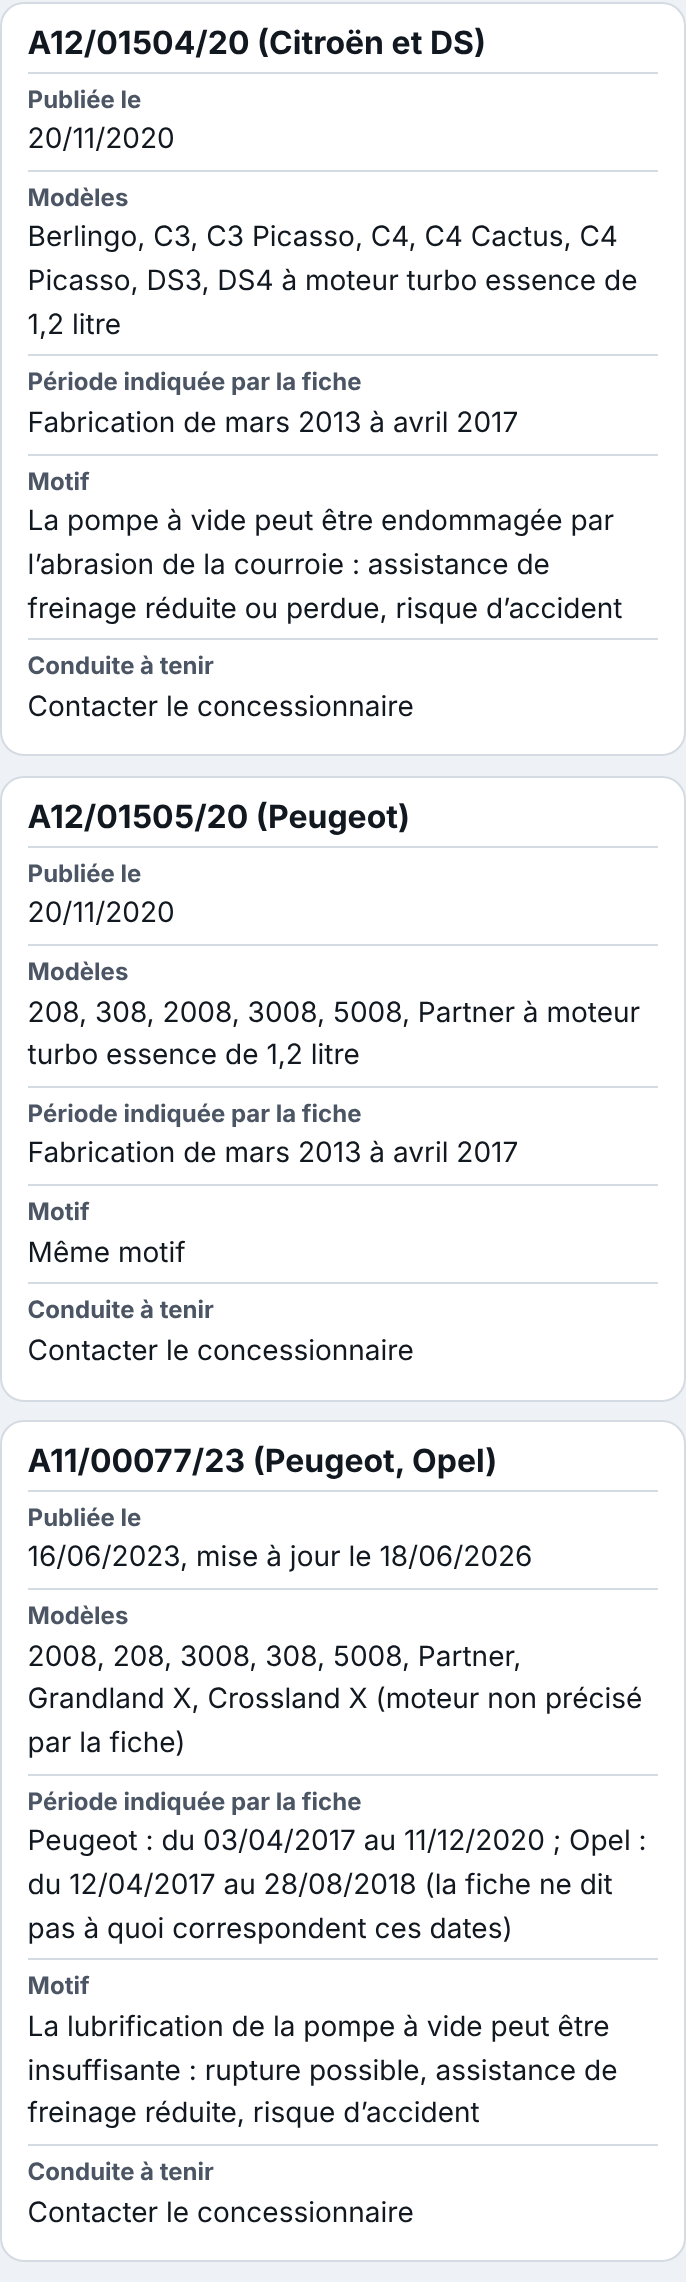 A12/01504/20 (Citroën et DS)
Publiée le
20/11/2020
Modèles
Berlingo, C3, C3 Picasso, C4, C4 Cactus, C4
Picasso, DS3, DS4 à moteur turbo essence de
1,2 litre
Période indiquée par la fiche
Fabrication de mars 2013 à avril 2017
Motif
La pompe à vide peut être endommagée par
l’abrasion de la courroie : assistance de
freinage réduite ou perdue, risque d’accident
Conduite à tenir
Contacter le concessionnaire
A12/01505/20 (Peugeot)
Publiée le
20/11/2020
Modèles
208, 308, 2008, 3008, 5008, Partner à moteur
turbo essence de 1,2 litre
Période indiquée par la fiche
Fabrication de mars 2013 à avril 2017
Motif
Même motif
Conduite à tenir
Contacter le concessionnaire
A11/00077/23 (Peugeot, Opel)
Publiée le
16/06/2023, mise à jour le 18/06/2026
Modèles
2008, 208, 3008, 308, 5008, Partner,
Grandland X, Crossland X (moteur non précisé
par la fiche)
Période indiquée par la fiche
Peugeot : du 03/04/2017 au 11/12/2020 ; Opel :
du 12/04/2017 au 28/08/2018 (la fiche ne dit
pas à quoi correspondent ces dates)
Motif
La lubrification de la pompe à vide peut être
insuffisante : rupture possible, assistance de
freinage réduite, risque d’accident
Conduite à tenir
Contacter le concessionnaire